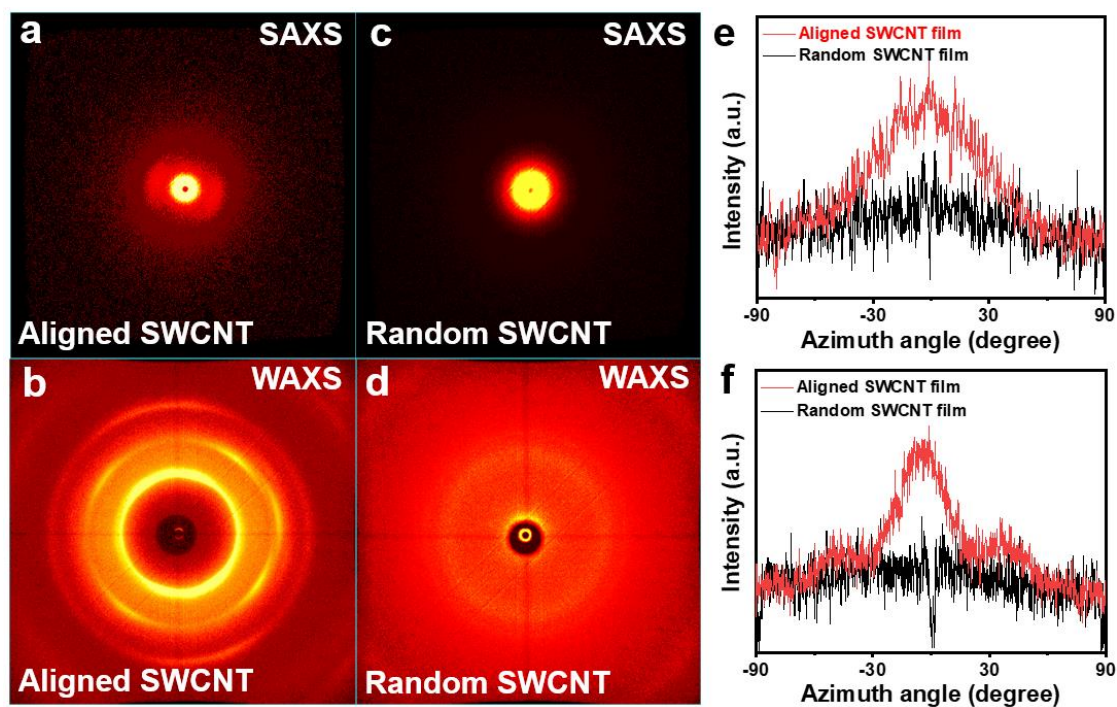 a SAXS
Aligned SWCNT
c SAXS
Random SWCNT
b WAXS
Aligned SWCNT
d WAXS
Random SWCNT
e
Aligned SWCNT film
Random SWCNT film
Intensity (a.u.)
-90 -30 30 90
Azimuth angle (degree)
f
Aligned SWCNT film
Random SWCNT film
Intensity (a.u.)
-90 -30 30 90
Azimuth angle (degree)